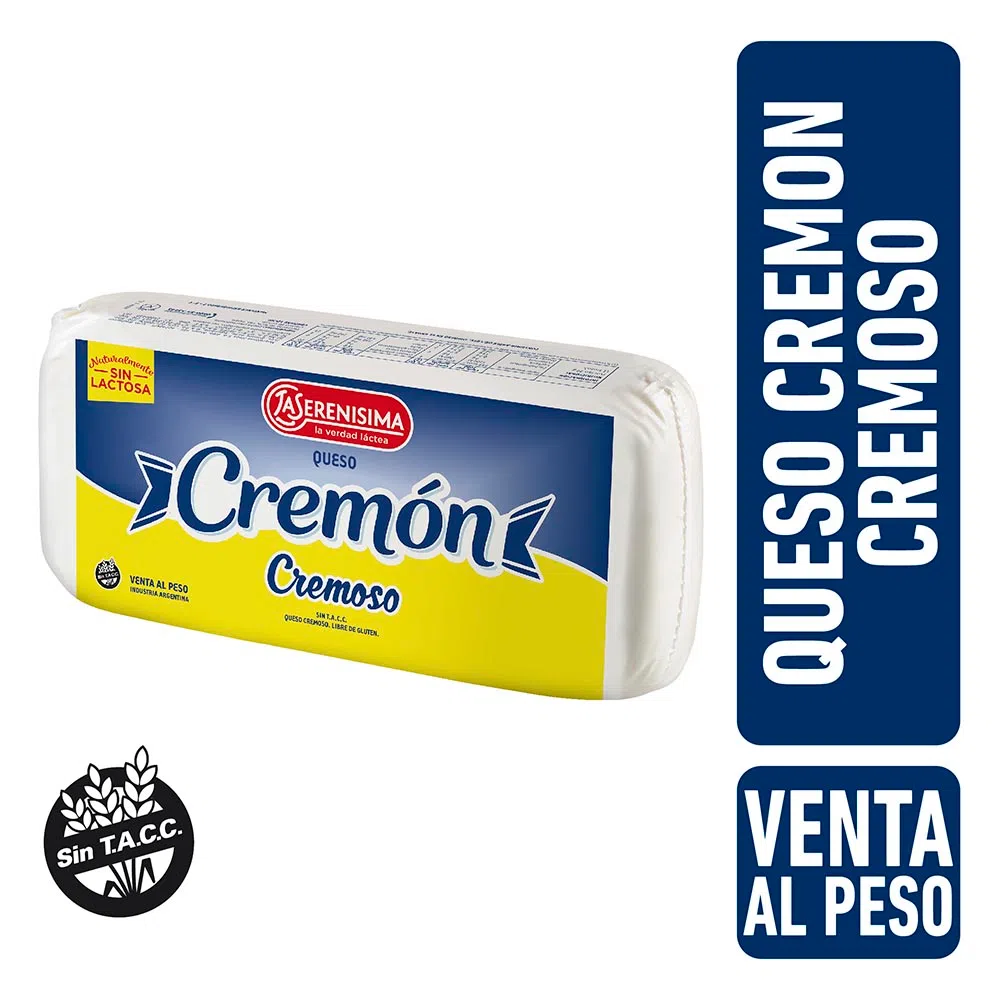 Naturalmente
SIN
LACTOSA
LA SERENISIMA
la verdad láctea
QUESO
Cremón
Cremoso
Sin T.A.C.C.
VENTA AL PESO
INDUSTRIA ARGENTINA
SIN T.A.C.C.
QUESO CREMOSO. LIBRE DE GLUTEN.
QUESO CREMON
CREMOSO
Sin T.A.C.C.
VENTA
AL PESO